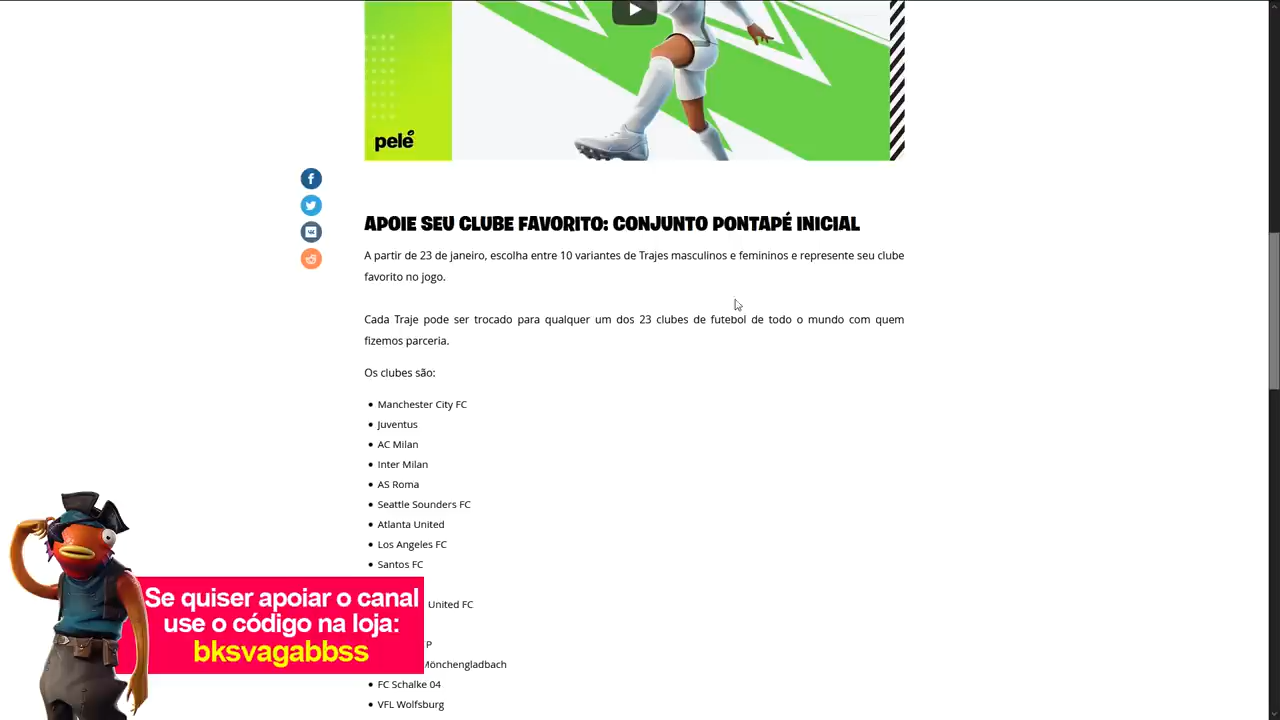 pelé
APOIE SEU CLUBE FAVORITO: CONJUNTO PONTAPÉ INICIAL
A partir de 23 de janeiro, escolha entre 10 variantes de Trajes masculinos e femininos e represente seu clube
favorito no jogo.
Cada Traje pode ser trocado para qualquer um dos 23 clubes de futebol de todo o mundo com quem
fizemos parceria.
Os clubes são:
Manchester City FC
Juventus
AC Milan
Inter Milan
AS Roma
Seattle Sounders FC
Atlanta United
Los Angeles FC
Santos FC
United FC
P
Mönchengladbach
FC Schalke 04
VFL Wolfsburg
Se quiser apoiar o canal
use o código na loja:
bksvagabbss